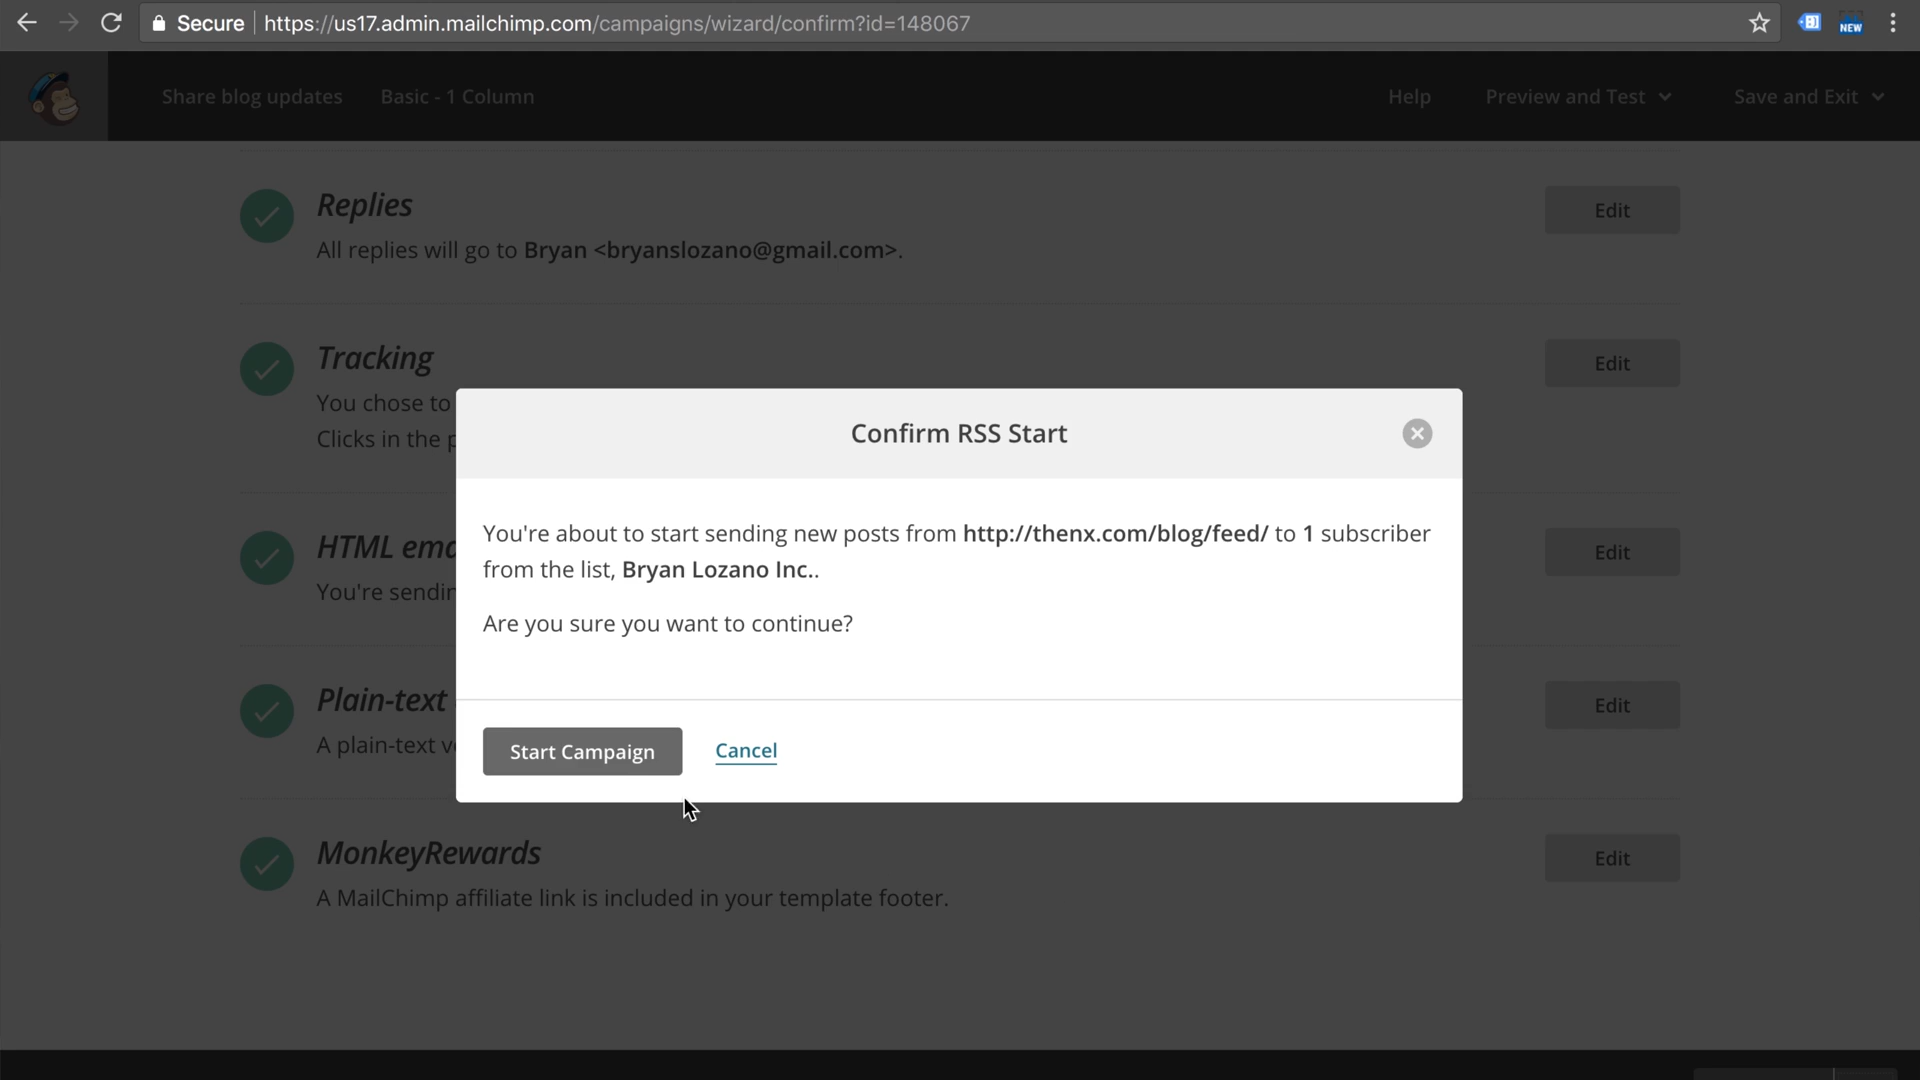 Secure https://us17.admin.mailchimp.com/campaigns/wizard/confirm?id=148067
NEW
Share blog updates Basic - 1 Column Help Preview and Test Save and Exit
Replies
Edit
All replies will go to Bryan <bryanslozano@gmail.com>.
Tracking
Edit
You chose to
Clicks in the
Confirm RSS Start
You're about to start sending new posts from http://thenx.com/blog/feed/ to 1 subscriber
from the list, Bryan Lozano Inc..
Are you sure you want to continue?
Start Campaign Cancel
HTML
Edit
You're
Plain-text
Edit
A plain-text
MonkeyRewards
Edit
A MailChimp affiliate link is included in your template footer.